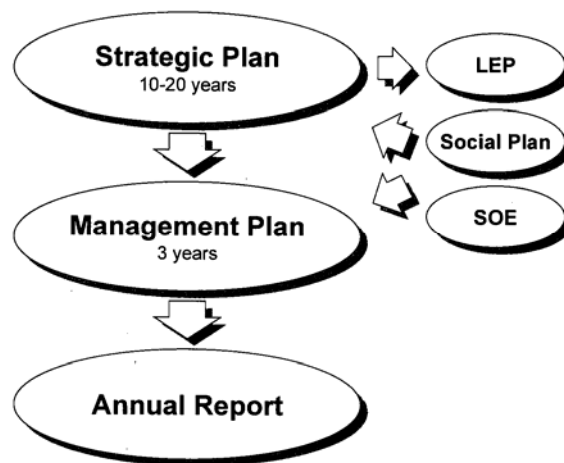 Strategic Plan
10-20 years
LEP
Social Plan
SOE
Management Plan
3 years
Annual Report